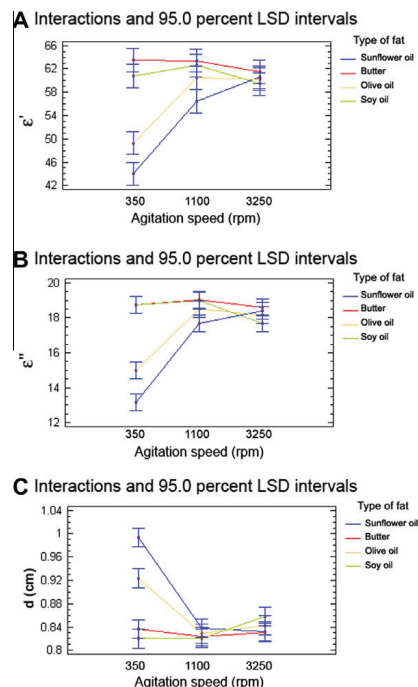 A Interactions and 95.0 percent LSD intervals
Type of fat
Sunflower oil
Butter
Olive oil
Soy oil
66
62
58
54
50
46
42
ε'
350 1100 3250
Agitation speed (rpm)
B Interactions and 95.0 percent LSD intervals
Type of fat
Sunflower oil
Butter
Olive oil
Soy oil
20
18
16
14
12
ε"
350 1100 3250
Agitation speed (rpm)
C Interactions and 95.0 percent LSD intervals
Type of fat
Sunflower oil
Butter
Olive oil
Soy oil
1.04
1
0.96
0.92
0.88
0.84
0.8
d (cm)
350 1100 3250
Agitation speed (rpm)